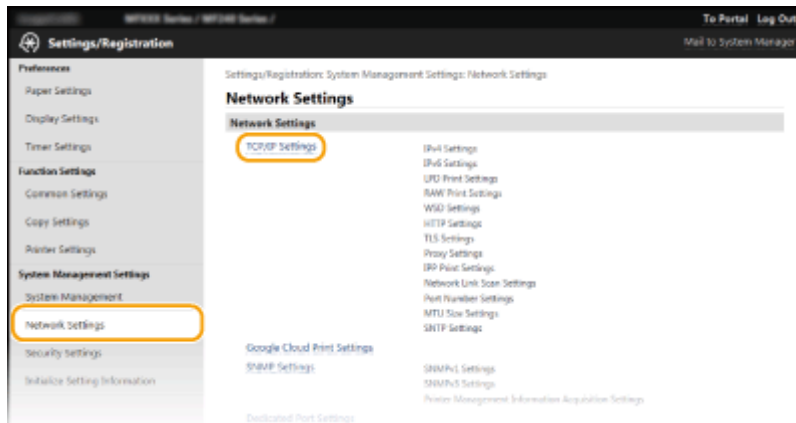 MFXXX Series / MF240 Series /
To Portal Log Out
Settings/Registration
Mail to System Manager
Preferences
Paper Settings
Display Settings
Timer Settings
Function Settings
Common Settings
Copy Settings
Printer Settings
System Management Settings
System Management
Network Settings
Security Settings
Initialize Setting Information
Settings/Registration: System Management Settings: Network Settings
Network Settings
Network Settings
TCP/IP Settings
IPv4 Settings
IPv6 Settings
LPD Print Settings
RAW Print Settings
WSD Settings
HTTP Settings
TLS Settings
Proxy Settings
IPP Print Settings
Network Link Scan Settings
Port Number Settings
MTU Size Settings
SNTP Settings
Google Cloud Print Settings
SNMP Settings
SNMPv1 Settings
SNMPv3 Settings
Printer Management Information Acquisition Settings
Dedicated Port Settings